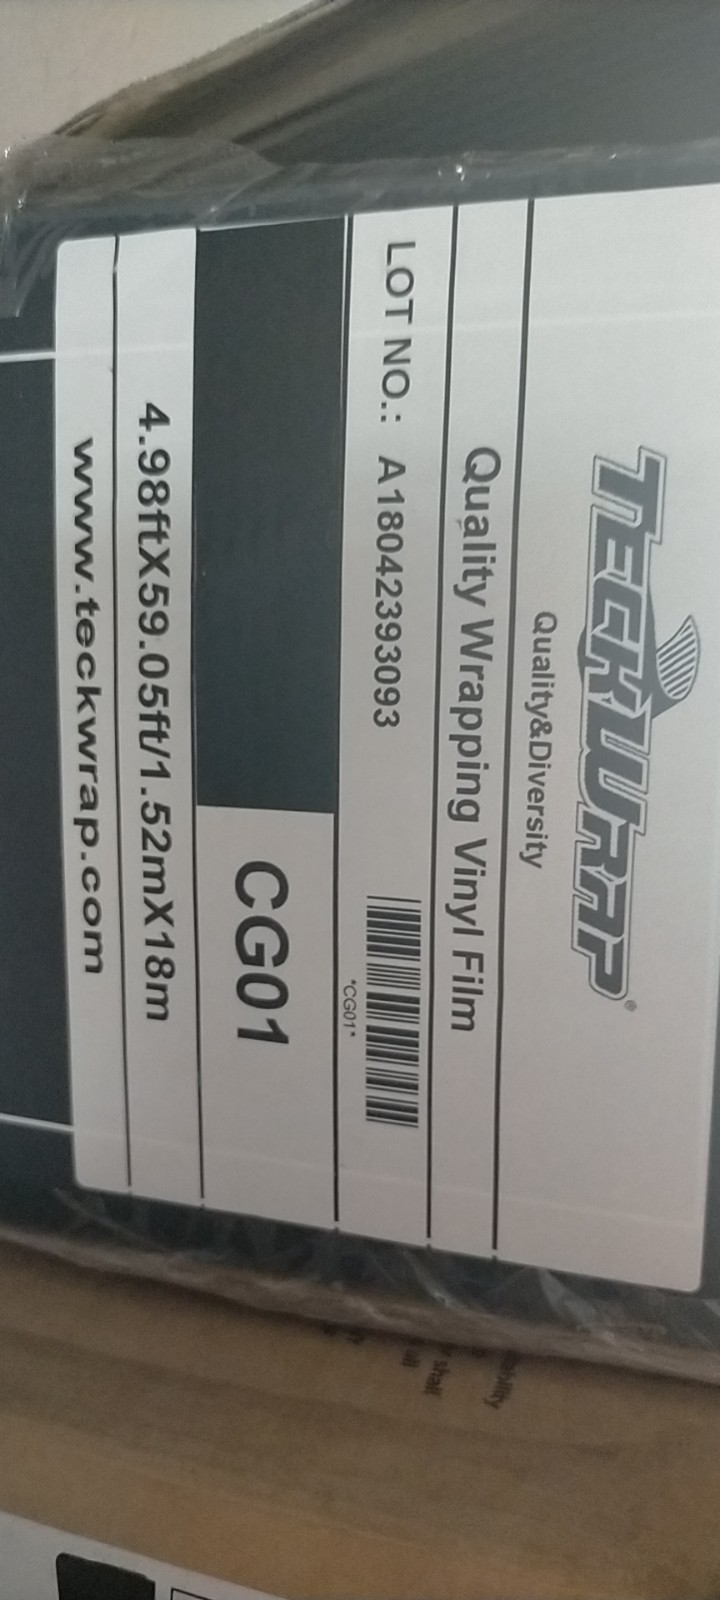 TECKWRAP®
Quality&Diversity
Quality Wrapping Vinyl Film
LOT NO.: A18042393093
*CG01*
CG01
4.98ftX59.05ft/1.52mX18m
www.teckwrap.com
shall